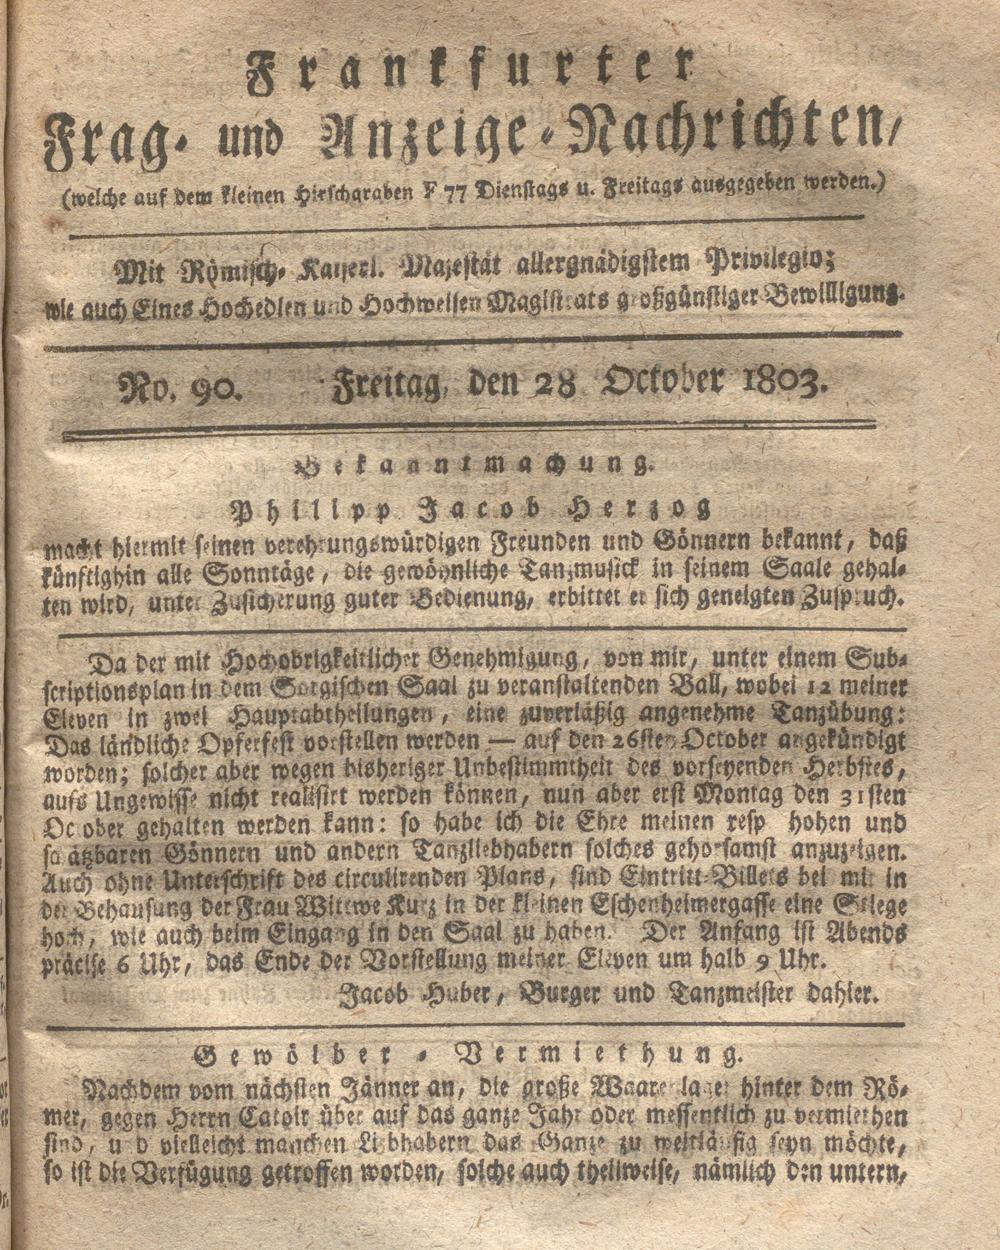 Frankfurter
Frag- und Anzeige-Nachrichten,
(welche auf dem kleinen Hirschgraben F 77 Dienstags u. Freitags ausgegeben werden.)
Mit Römisch- Kayserl. Majestät allergnädigstem Privilegio;
wie auch Eines Hochedlen und Hochweisen Magistrats großgünstiger Bewilligung.
No. 90. Freitag, den 28 October 1803.
Bekanntmachung.
Philipp Jacob Herzog
macht hiermit seinen verehrungswürdigen Freunden und Gönnern bekannt, daß
künftighin alle Sonntäge, die gewöhnliche Tanzmusick in seinem Saale gehal-
ten wird, unter Zusicherung guter Bedienung, erbittet er sich geneigten Zuspruch.
Da der mit Hochobrigkeitlicher Genehmigung, von mir, unter einem Sub-
scriptionsplan in dem Sorgischen Saal zu veranstaltenden Ball, wobei 12 meiner
Eleven in zwei Hauptabtheilungen, eine zuverläßig angenehme Tanzübung:
Das ländliche Opferfest vorstellen werden — auf den 26sten October angekündigt
worden; solcher aber wegen bisheriger Unbestimmtheit des vorseyenden Herbstes,
aufs Ungewisse nicht realisirt werden können, nun aber erst Montag den 31sten
October gehalten werden kann: so habe ich die Ehre meinen resp hohen und
schätzbaren Gönnern und andern Tanzliebhabern solches gehorsamst anzuzeigen.
Auch ohne Unterschrift des circulirenden Plans, sind Eintritt-Billets bei mir in
der Behausung der Frau Wittwe Kurz in der kleinen Eschenheimergasse eine Stiege
hoch, wie auch beim Eingang in den Saal zu haben. Der Anfang ist Abends
präcise 6 Uhr, das Ende der Vorstellung meiner Eleven um halb 9 Uhr.
Jacob Huber, Burger und Tanzmeister dahier.
Gewölber - Vermiethung.
Nachdem vom nächsten Jänner an, die große Waarenlager hinter dem Rö-
mer, gegen Herrn Catoir über auf das ganze Jahr oder messentlich zu vermiethen
sind, und vielleicht manchen Liebhabern das Ganze zu weitläufig seyn möchte,
so ist die Verfügung getroffen worden, solche auch theilweise, nämlich den untern,